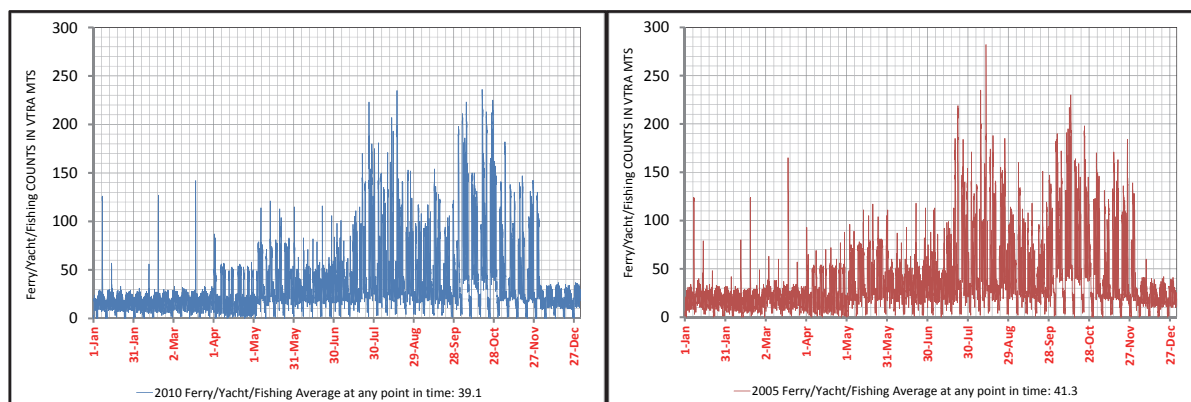 Ferry/Yacht/Fishing COUNTS IN VTRA MTS
300
250
200
150
100
50
0
1-Jan
31-Jan
2-Mar
1-Apr
1-May
31-May
30-Jun
30-Jul
29-Aug
28-Sep
28-Oct
27-Nov
27-Dec
2010 Ferry/Yacht/Fishing Average at any point in time: 39.1
Ferry/Yacht/Fishing COUNTS IN VTRA MTS
300
250
200
150
100
50
0
1-Jan
31-Jan
2-Mar
1-Apr
1-May
31-May
30-Jun
30-Jul
29-Aug
28-Sep
28-Oct
27-Nov
27-Dec
2005 Ferry/Yacht/Fishing Average at any point in time: 41.3